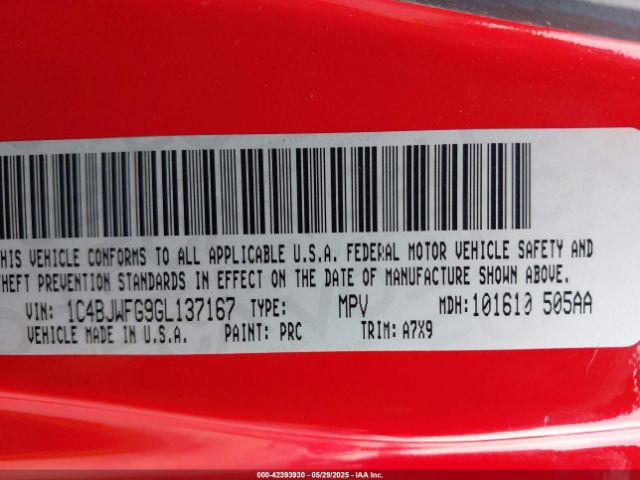 THIS VEHICLE CONFORMS TO ALL APPLICABLE U.S.A. FEDERAL MOTOR VEHICLE SAFETY AND
THEFT PREVENTION STANDARDS IN EFFECT ON THE DATE OF MANUFACTURE SHOWN ABOVE.
VIN: 1C4BJWFG9GL137167 TYPE: MPV MDH: 101610 505AA
VEHICLE MADE IN U.S.A. PAINT: PRC TRIM: A7X9
000-42393930 - 05/29/2025 - IAA Inc.